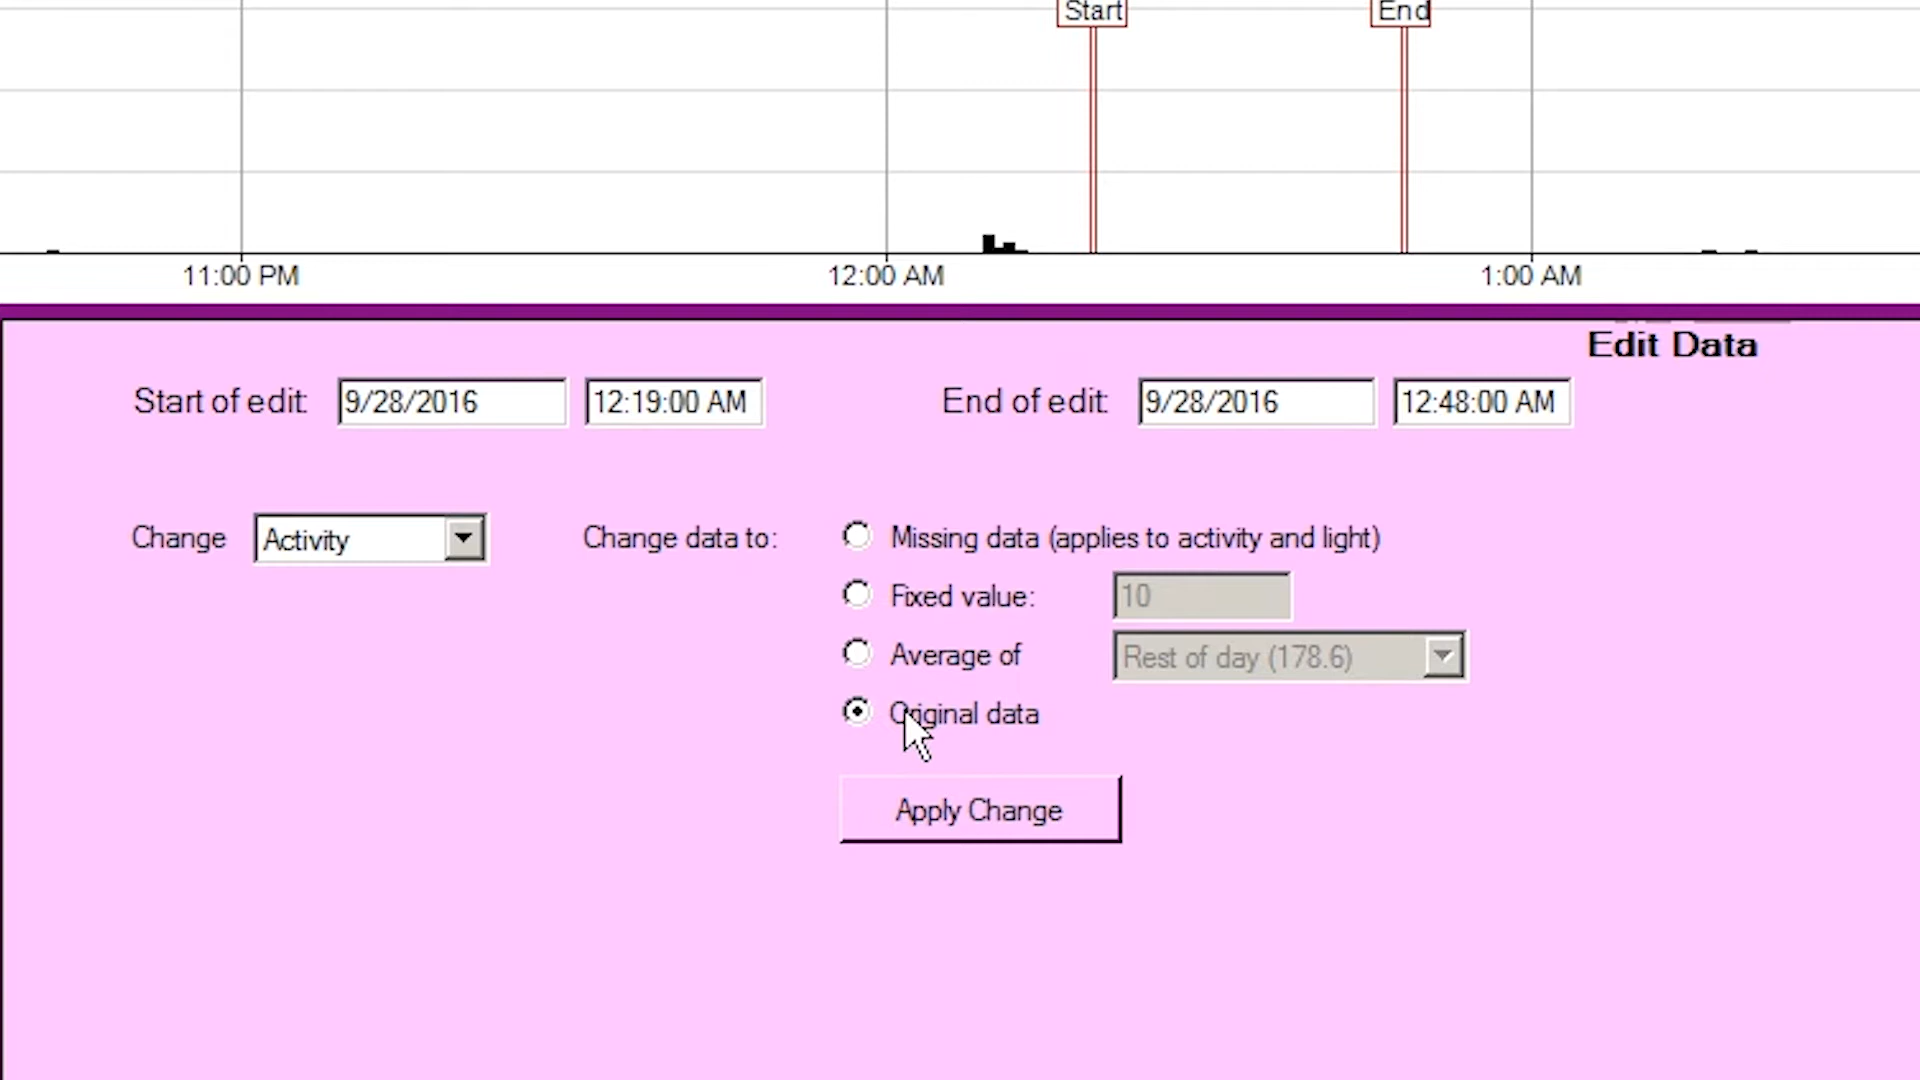 Start End
11:00 PM 12:00 AM 1:00 AM
Edit Data
Start of edit: 9/28/2016 12:19:00 AM End of edit: 9/28/2016 12:48:00 AM
Change Activity Change data to: Missing data (applies to activity and light)
Fixed value: 10
Average of Rest of day (178.6)
Original data
Apply Change